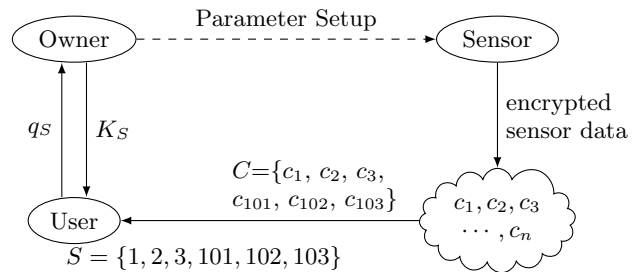 Parameter Setup
Owner
Sensor
q_S
K_S
encrypted
sensor data
C={c_1, c_2, c_3,
c_101, c_102, c_103}
c_1, c_2, c_3
⋯ , c_n
User
S = {1, 2, 3, 101, 102, 103}